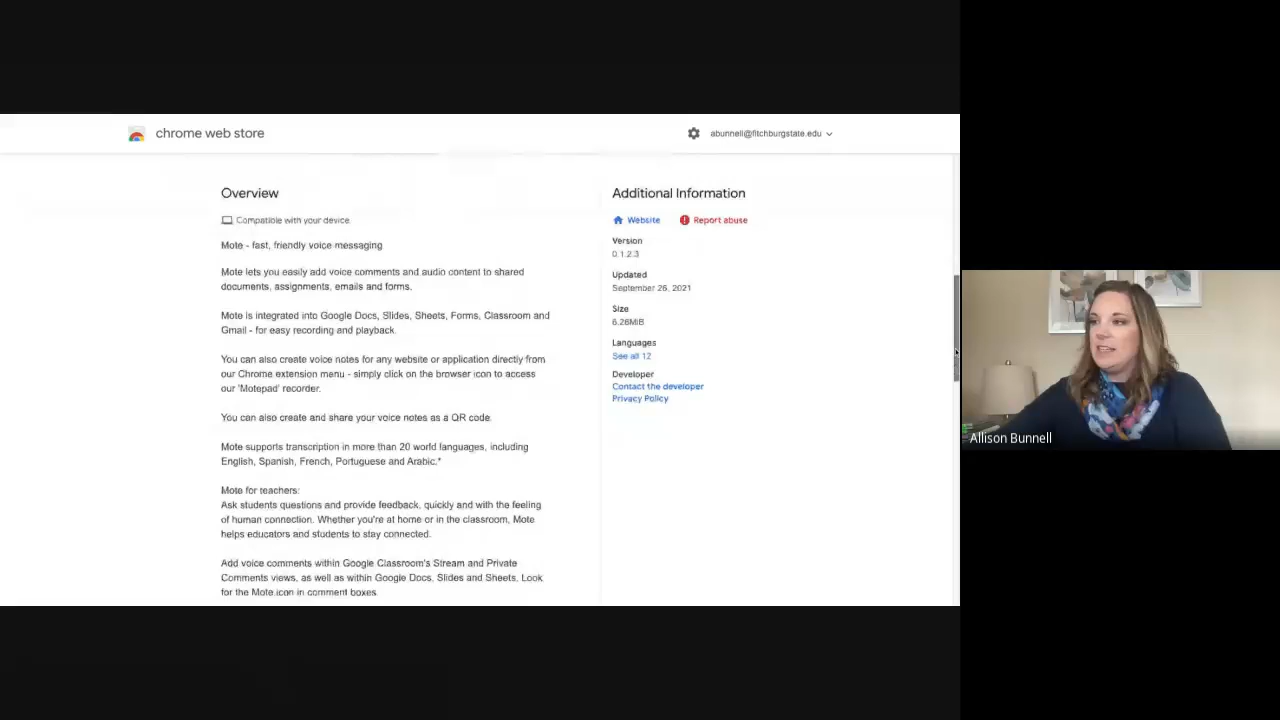 chrome web store
abunnell@fitchburgstate.edu
Overview
Compatible with your device
Mote - fast, friendly voice messaging
Mote lets you easily add voice comments and audio content to shared
documents, assignments, emails and forms.
Mote is integrated into Google Docs, Slides, Sheets, Forms, Classroom and
Gmail - for easy recording and playback.
You can also create voice notes for any website or application directly from
our Chrome extension menu - simply click on the browser icon to access
our 'Motepad' recorder.
You can also create and share your voice notes as a QR code.
Mote supports transcription in more than 20 world languages, including
English, Spanish, French, Portuguese and Arabic.*
Mote for teachers:
Ask students questions and provide feedback, quickly and with the feeling
of human connection. Whether you're at home or in the classroom, Mote
helps educators and students to stay connected.
Add voice comments within Google Classroom's Stream and Private
Comments views, as well as within Google Docs, Slides and Sheets. Look
for the Mote icon in comment boxes.
Additional Information
Website
Report abuse
Version
0.1.2.3
Updated
September 26, 2021
Size
6.26MiB
Languages
See all 12
Developer
Contact the developer
Privacy Policy
Allison Bunnell